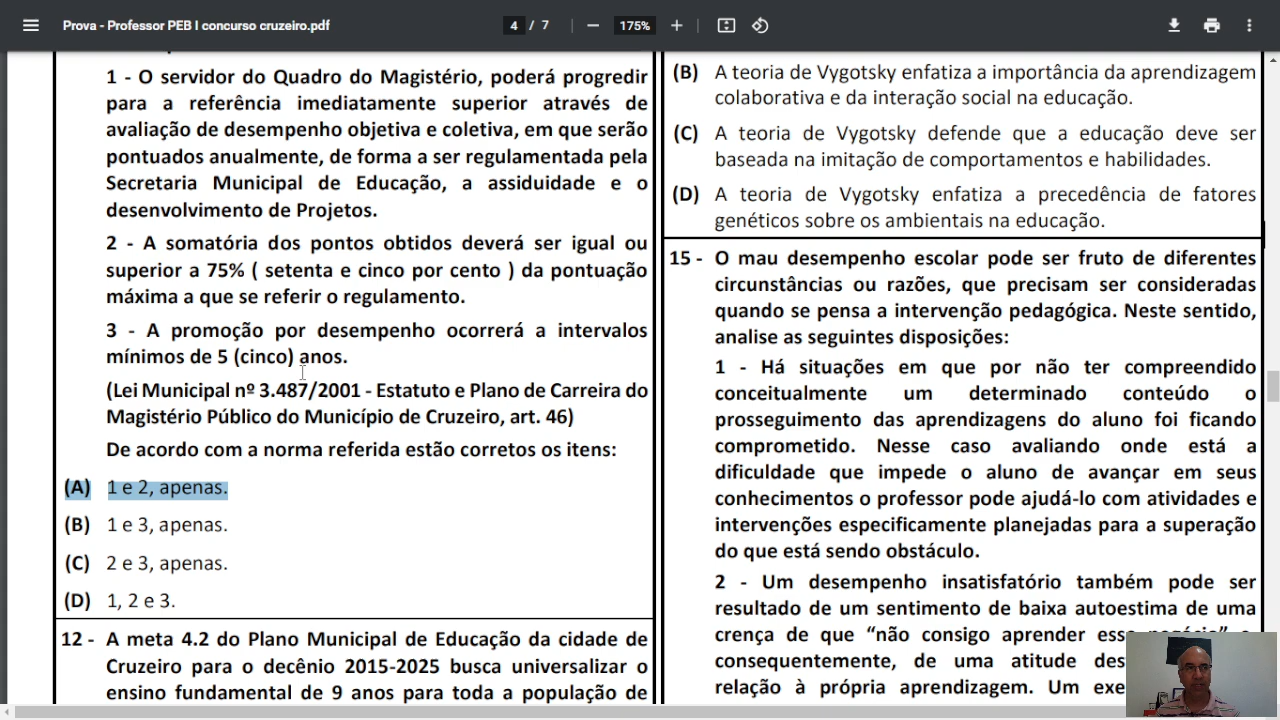 Prova - Professor PEB I concurso cruzeiro.pdf
4 / 7
175%
1 - O servidor do Quadro do Magistério, poderá progredir
para a referência imediatamente superior através de
avaliação de desempenho objetiva e coletiva, em que serão
pontuados anualmente, de forma a ser regulamentada pela
Secretaria Municipal de Educação, a assiduidade e o
desenvolvimento de Projetos.
2 - A somatória dos pontos obtidos deverá ser igual ou
superior a 75% ( setenta e cinco por cento ) da pontuação
máxima a que se referir o regulamento.
3 - A promoção por desempenho ocorrerá a intervalos
mínimos de 5 (cinco) anos.
(Lei Municipal nº 3.487/2001 - Estatuto e Plano de Carreira do
Magistério Público do Município de Cruzeiro, art. 46)
De acordo com a norma referida estão corretos os itens:
(A) 1 e 2, apenas.
(B) 1 e 3, apenas.
(C) 2 e 3, apenas.
(D) 1, 2 e 3.
12 - A meta 4.2 do Plano Municipal de Educação da cidade de
Cruzeiro para o decênio 2015-2025 busca universalizar o
ensino fundamental de 9 anos para toda a população de
(B) A teoria de Vygotsky enfatiza a importância da aprendizagem
colaborativa e da interação social na educação.
(C) A teoria de Vygotsky defende que a educação deve ser
baseada na imitação de comportamentos e habilidades.
(D) A teoria de Vygotsky enfatiza a precedência de fatores
genéticos sobre os ambientais na educação.
15 - O mau desempenho escolar pode ser fruto de diferentes
circunstâncias ou razões, que precisam ser consideradas
quando se pensa a intervenção pedagógica. Neste sentido,
analise as seguintes disposições:
1 - Há situações em que por não ter compreendido
conceitualmente um determinado conteúdo o
prosseguimento das aprendizagens do aluno foi ficando
comprometido. Nesse caso avaliando onde está a
dificuldade que impede o aluno de avançar em seus
conhecimentos o professor pode ajudá-lo com atividades e
intervenções especificamente planejadas para a superação
do que está sendo obstáculo.
2 - Um desempenho insatisfatório também pode ser
resultado de um sentimento de baixa autoestima de uma
crença de que “não consigo aprender
consequentemente, de uma atitude
relação à própria aprendizagem. Um